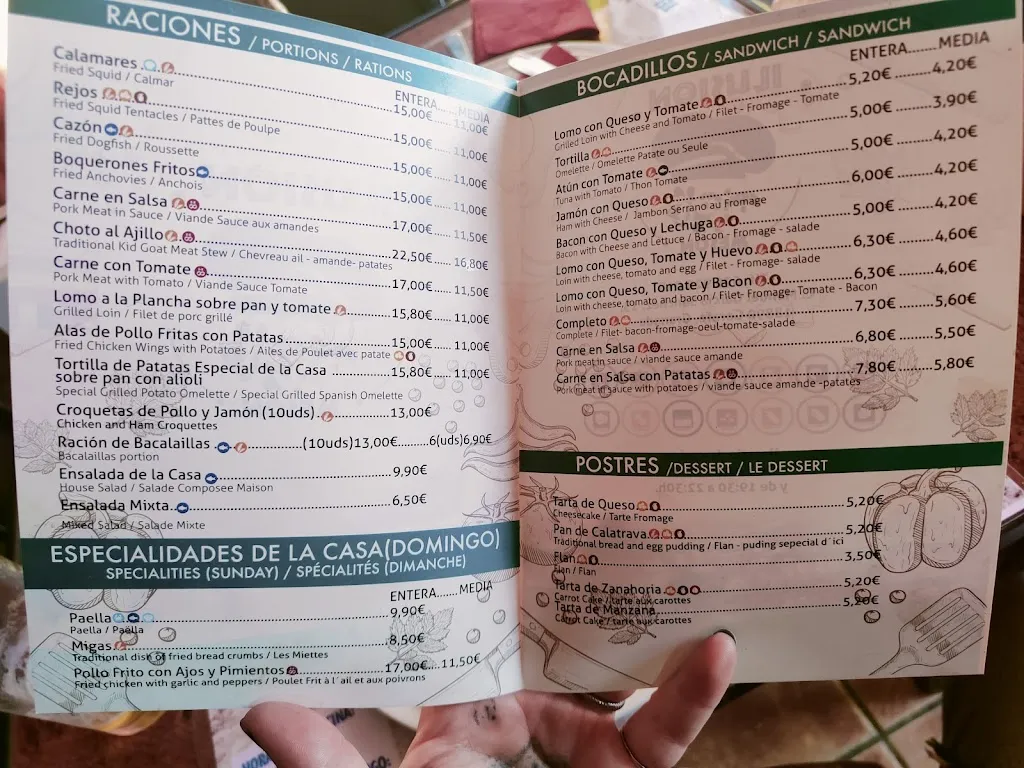 RACIONES / PORTIONS / RATIONS
ENTERA......MEDIA
Calamares 15,00€ 11,00€
Fried Squid / Calmar
Rejos 15,00€ 11,00€
Fried Squid Tentacles / Pattes de Poulpe
Cazón 15,00€ 11,00€
Fried Dogfish / Roussette
Boquerones Fritos 15,00€ 11,00€
Fried Anchovies / Anchois
Carne en Salsa 17,00€ 11,50€
Pork Meat in Sauce / Viande Sauce aux amandes
Choto al Ajillo 22,50€ 16,80€
Traditional Kid Goat Meat Stew / Chevreau ail - amande- patates
Carne con Tomate 17,00€ 11,50€
Pork Meat with Tomato / Viande Sauce Tomate
Lomo a la Plancha sobre pan y tomate 15,80€ 11,00€
Grilled Loin / Filet de porc grillé
Alas de Pollo Fritas con Patatas 15,00€ 11,00€
Fried Chicken Wings with Potatoes / Ailes de Poulet avec patate
Tortilla de Patatas Especial de la Casa 15,80€ 11,00€
sobre pan con alioli
Special Grilled Potato Omelette / Special Grilled Spanish Omelette
Croquetas de Pollo y Jamón (10uds) 13,00€
Chicken and Ham Croquettes
Ración de Bacalaillas (10uds)13,00€ 6(uds)6,90€
Bacalaillas portion
Ensalada de la Casa 9,90€
House Salad / Salade Composee Maison
Ensalada Mixta 6,50€
Mixed Salad / Salade Mixte
ESPECIALIDADES DE LA CASA(DOMINGO)
SPECIALITIES (SUNDAY) / SPÉCIALITÉS (DIMANCHE)
ENTERA......MEDIA
Paella 9,90€
Paella / Paëlla
Migas 8,50€
Traditional dish of fried bread crumbs / Les Miettes
Pollo Frito con Ajos y Pimientos 17,00€ 11,50€
Fried chicken with garlic and peppers / Poulet Frit à l´ail et aux poivrons
BOCADILLOS / SANDWICH / SANDWICH
ENTERA.......MEDIA
Lomo con Queso y Tomate 5,20€ 4,20€
Grilled Loin with Cheese and Tomato / Filet - Fromage - Tomate
Tortilla 5,00€ 3,90€
Omelette / Omelette Patate ou Seule
Atún con Tomate 5,00€ 4,20€
Tuna with Tomato / Thon Tomate
Jamón con Queso 6,00€ 4,20€
Ham with Cheese / Jambon Serrano au Fromage
Bacon con Queso y Lechuga 5,00€ 4,20€
Bacon with Cheese and Lettuce / Bacon - Fromage - salade
Lomo con Queso, Tomate y Huevo 6,30€ 4,60€
Loin with cheese, tomato and egg / Filet - Fromage- salade
Lomo con Queso, Tomate y Bacon 6,30€ 4,60€
Loin with cheese, tomato and bacon / Filet- Fromage- Tomate - Bacon
Completo 7,30€ 5,60€
Complete / Filet- bacon-fromage-oeul-tomate-salade
Carne en Salsa 6,80€ 5,50€
Pork meat in sauce / viande sauce amande
Carne en Salsa con Patatas 7,80€ 5,80€
Pork meat in sauce with potatoes / viande sauce amande -patates
POSTRES /DESSERT / LE DESSERT
Tarta de Queso 5,20€
Cheesecake / Tarte Fromage
Pan de Calatrava 5,20€
Traditional bread and egg pudding / Flan - puding sepecial d´ici
Flan 3,50€
Flan / Flan
Tarta de Zanahoria 5,20€
Carrot Cake / tarte aux carottes
Tarta de Manzana 5,20€
Carrot Cake / tarte aux carottes